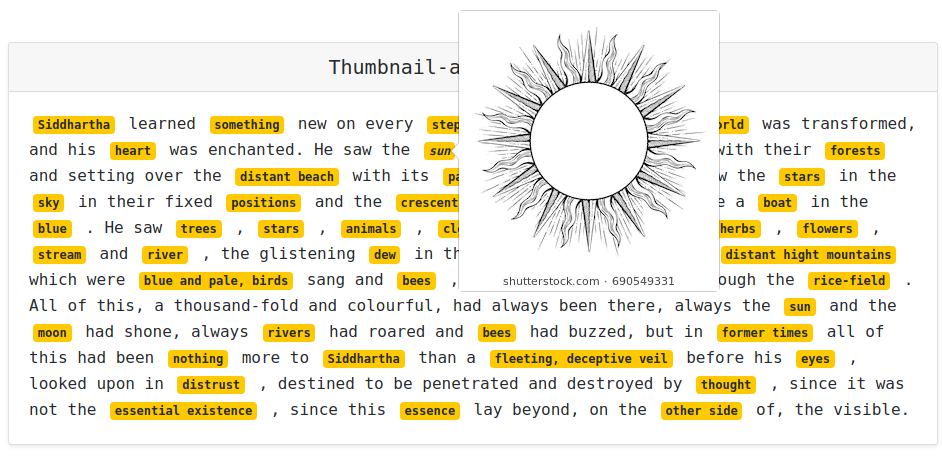 Thumbnail-a
Siddhartha learned something new on every step orld was transformed,
and his heart was enchanted. He saw the sun with their forests
and setting over the distant beach with its pa w the stars in the
sky in their fixed positions and the crescent e a boat in the
blue . He saw trees , stars , animals , clo herbs , flowers ,
stream and river , the glistening dew in th distant hight mountains
which were blue and pale, birds sang and bees , ough the rice-field .
All of this, a thousand-fold and colourful, had always been there, always the sun and the
moon had shone, always rivers had roared and bees had buzzed, but in former times all of
this had been nothing more to Siddhartha than a fleeting, deceptive veil before his eyes ,
looked upon in distrust , destined to be penetrated and destroyed by thought , since it was
not the essential existence , since this essence lay beyond, on the other side of, the visible.
shutterstock.com · 690549331